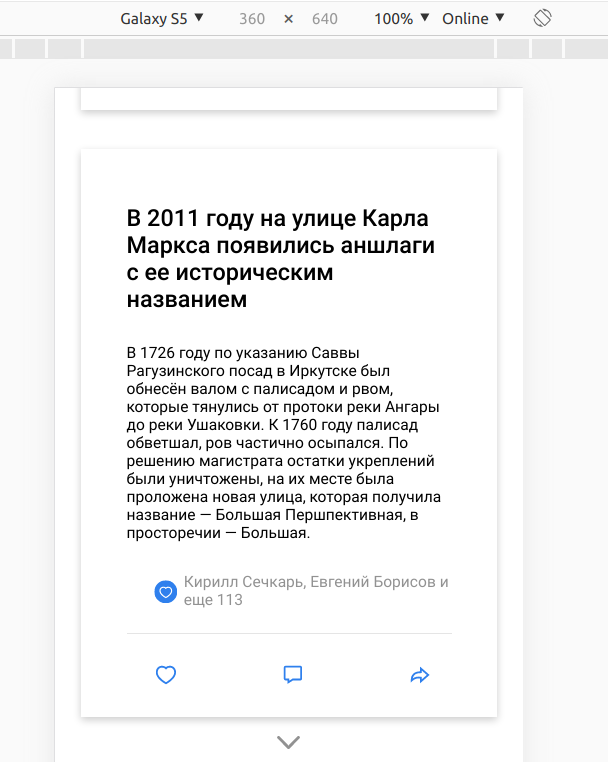 Galaxy S5 ▼ 360 × 640 100% ▼ Online ▼
В 2011 году на улице Карла
Маркса появились аншлаги
с ее историческим
названием
В 1726 году по указанию Саввы
Рагузинского посад в Иркутске был
обнесён валом с палисадом и рвом,
которые тянулись от протоки реки Ангары
до реки Ушаковки. К 1760 году палисад
обветшал, ров частично осыпался. По
решению магистрата остатки укреплений
были уничтожены, на их месте была
проложена новая улица, которая получила
название — Большая Першпективная, в
просторечии — Большая.
Кирилл Сечкарь, Евгений Борисов и
еще 113